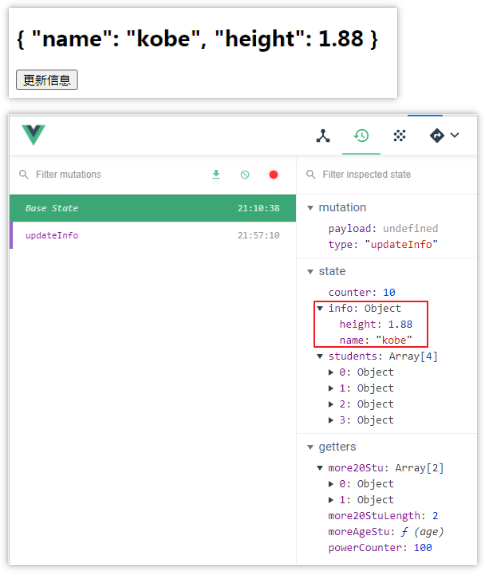 { "name": "kobe", "height": 1.88 }
更新信息
Filter mutations
Base State 21:10:38
updateInfo 21:57:10
Filter inspected state
mutation
payload: undefined
type: "updateInfo"
state
counter: 10
info: Object
height: 1.88
name: "kobe"
students: Array[4]
0: Object
1: Object
2: Object
3: Object
getters
more20Stu: Array[2]
0: Object
1: Object
more20StuLength: 2
moreAgeStu: ƒ (age)
powerCounter: 100